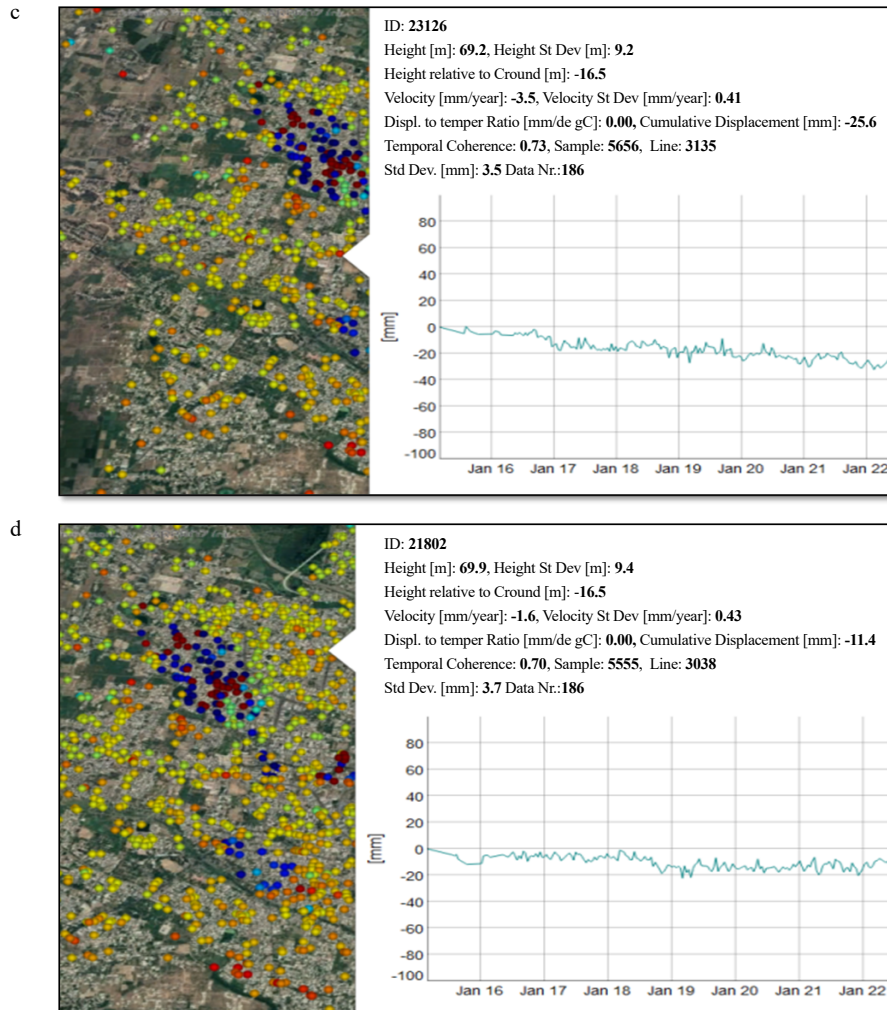 c
ID: 23126
Height [m]: 69.2, Height St Dev [m]: 9.2
Height relative to Cround [m]: -16.5
Velocity [mm/year]: -3.5, Velocity St Dev [mm/year]: 0.41
Displ. to temper Ratio [mm/de gC]: 0.00, Cumulative Displacement [mm]: -25.6
Temporal Coherence: 0.73, Sample: 5656, Line: 3135
Std Dev. [mm]: 3.5 Data Nr.:186
80
60
40
20
0
-20
-40
-60
-80
-100
[mm]
Jan 16 Jan 17 Jan 18 Jan 19 Jan 20 Jan 21 Jan 22
d
ID: 21802
Height [m]: 69.9, Height St Dev [m]: 9.4
Height relative to Cround [m]: -16.5
Velocity [mm/year]: -1.6, Velocity St Dev [mm/year]: 0.43
Displ. to temper Ratio [mm/de gC]: 0.00, Cumulative Displacement [mm]: -11.4
Temporal Coherence: 0.70, Sample: 5555, Line: 3038
Std Dev. [mm]: 3.7 Data Nr.:186
80
60
40
20
0
-20
-40
-60
-80
-100
[mm]
Jan 16 Jan 17 Jan 18 Jan 19 Jan 20 Jan 21 Jan 22